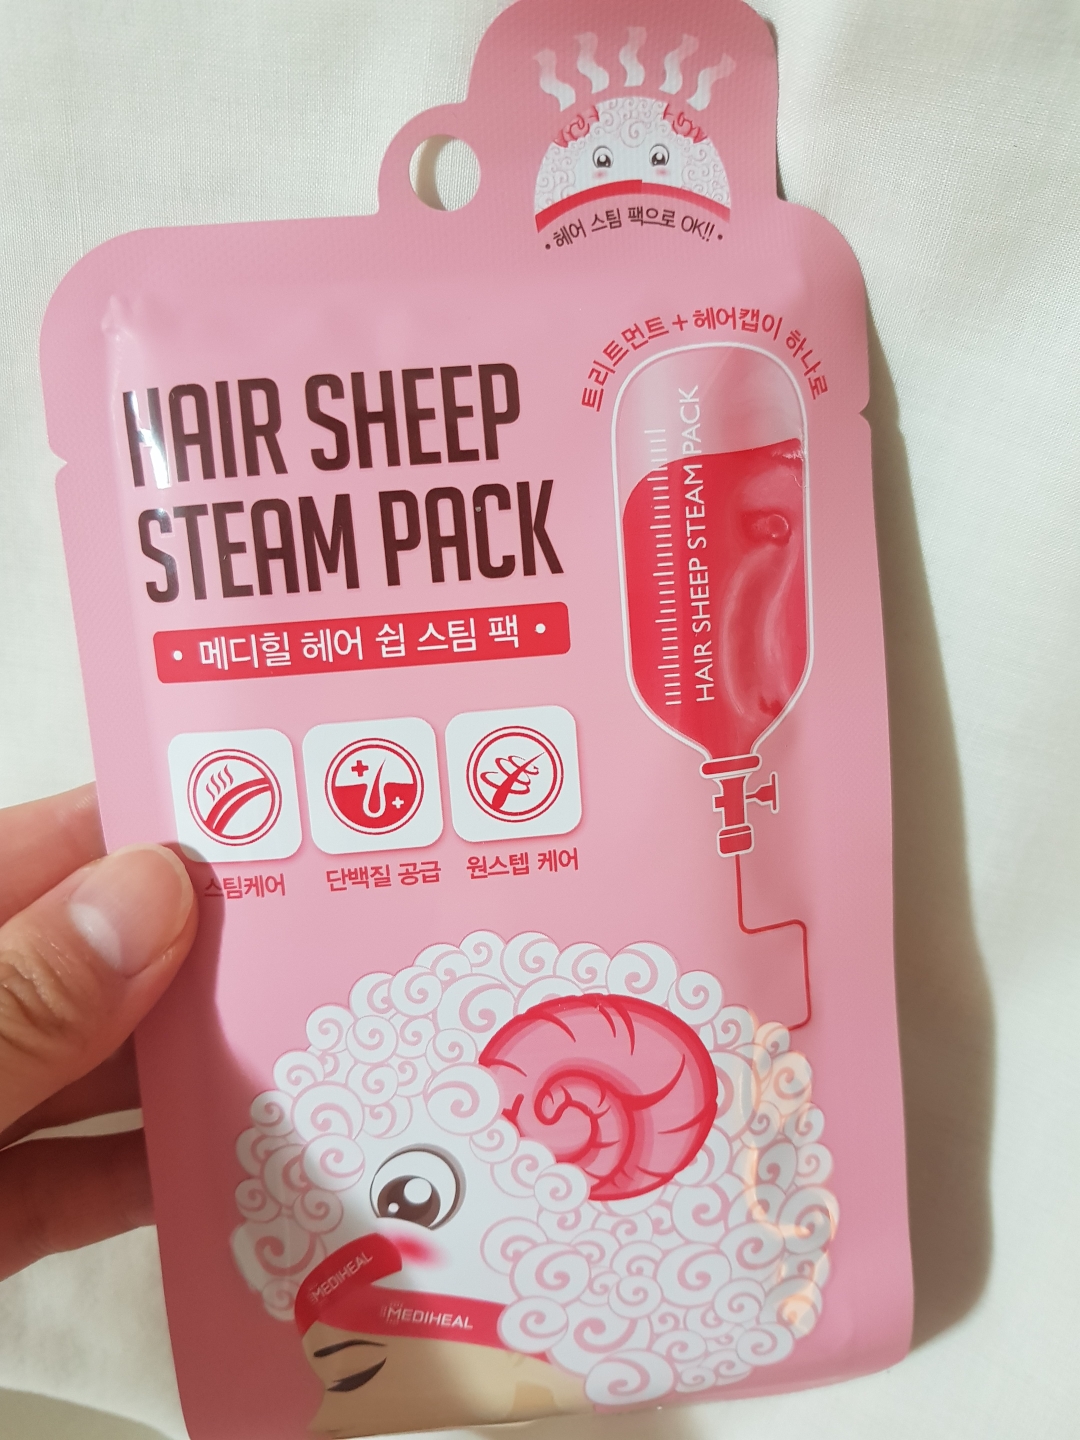 • 헤어 스팀 팩으로 OK!! •
트리트먼트 + 헤어캡이 하나로
HAIR SHEEP
STEAM PACK
• 메디힐 헤어 쉽 스팀 팩 •
HAIR SHEEP STEAM PACK
스팀케어
단백질 공급
원스텝 케어
MEDIHEAL
MEDIHEAL